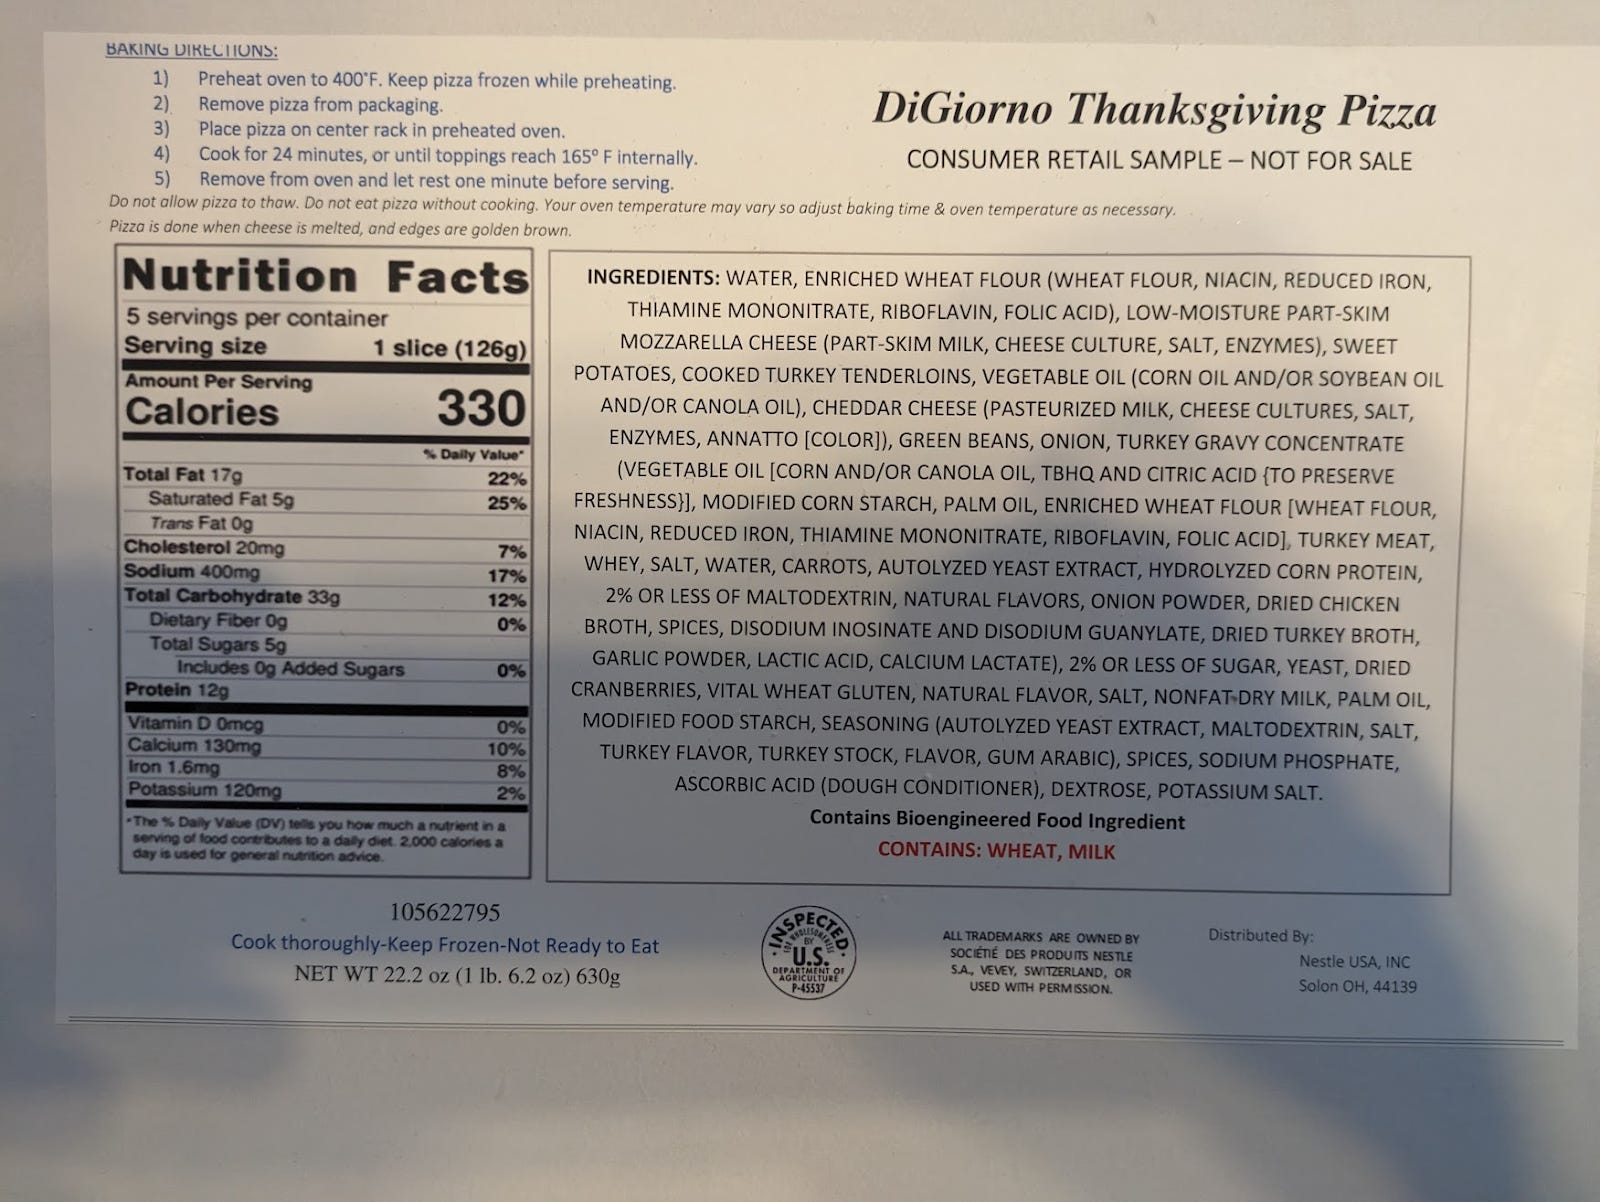 BAKING DIRECTIONS:
1) Preheat oven to 400°F. Keep pizza frozen while preheating.
2) Remove pizza from packaging.
3) Place pizza on center rack in preheated oven.
4) Cook for 24 minutes, or until toppings reach 165º F internally.
5) Remove from oven and let rest one minute before serving.
Do not allow pizza to thaw. Do not eat pizza without cooking. Your oven temperature may vary so adjust baking time & oven temperature as necessary.
Pizza is done when cheese is melted, and edges are golden brown.
DiGiorno Thanksgiving Pizza
CONSUMER RETAIL SAMPLE – NOT FOR SALE
Nutrition Facts
5 servings per container
Serving size 1 slice (126g)
Amount Per Serving
Calories 330
% Daily Value*
Total Fat 17g 22%
Saturated Fat 5g 25%
Trans Fat 0g
Cholesterol 20mg 7%
Sodium 400mg 17%
Total Carbohydrate 33g 12%
Dietary Fiber 0g 0%
Total Sugars 5g
Includes 0g Added Sugars 0%
Protein 12g
Vitamin D 0mcg 0%
Calcium 130mg 10%
Iron 1.6mg 8%
Potassium 120mg 2%
*The % Daily Value (DV) tells you how much a nutrient in a
serving of food contributes to a daily diet. 2,000 calories a
day is used for general nutrition advice.
INGREDIENTS: WATER, ENRICHED WHEAT FLOUR (WHEAT FLOUR, NIACIN, REDUCED IRON,
THIAMINE MONONITRATE, RIBOFLAVIN, FOLIC ACID), LOW-MOISTURE PART-SKIM
MOZZARELLA CHEESE (PART-SKIM MILK, CHEESE CULTURE, SALT, ENZYMES), SWEET
POTATOES, COOKED TURKEY TENDERLOINS, VEGETABLE OIL (CORN OIL AND/OR SOYBEAN OIL
AND/OR CANOLA OIL), CHEDDAR CHEESE (PASTEURIZED MILK, CHEESE CULTURES, SALT,
ENZYMES, ANNATTO [COLOR]), GREEN BEANS, ONION, TURKEY GRAVY CONCENTRATE
(VEGETABLE OIL [CORN AND/OR CANOLA OIL, TBHQ AND CITRIC ACID {TO PRESERVE
FRESHNESS}], MODIFIED CORN STARCH, PALM OIL, ENRICHED WHEAT FLOUR [WHEAT FLOUR,
NIACIN, REDUCED IRON, THIAMINE MONONITRATE, RIBOFLAVIN, FOLIC ACID], TURKEY MEAT,
WHEY, SALT, WATER, CARROTS, AUTOLYZED YEAST EXTRACT, HYDROLYZED CORN PROTEIN,
2% OR LESS OF MALTODEXTRIN, NATURAL FLAVORS, ONION POWDER, DRIED CHICKEN
BROTH, SPICES, DISODIUM INOSINATE AND DISODIUM GUANYLATE, DRIED TURKEY BROTH,
GARLIC POWDER, LACTIC ACID, CALCIUM LACTATE), 2% OR LESS OF SUGAR, YEAST, DRIED
CRANBERRIES, VITAL WHEAT GLUTEN, NATURAL FLAVOR, SALT, NONFAT DRY MILK, PALM OIL,
MODIFIED FOOD STARCH, SEASONING (AUTOLYZED YEAST EXTRACT, MALTODEXTRIN, SALT,
TURKEY FLAVOR, TURKEY STOCK, FLAVOR, GUM ARABIC), SPICES, SODIUM PHOSPHATE,
ASCORBIC ACID (DOUGH CONDITIONER), DEXTROSE, POTASSIUM SALT.
Contains Bioengineered Food Ingredient
CONTAINS: WHEAT, MILK
105622795
Cook thoroughly-Keep Frozen-Not Ready to Eat
NET WT 22.2 oz (1 lb. 6.2 oz) 630g
INSPECTED
FOR WHOLESOMENESS
BY
U.S.
DEPARTMENT OF
AGRICULTURE
P-45537
ALL TRADEMARKS ARE OWNED BY
SOCIÉTIÉ DES PRODUITS NESTLE
S.A., VEVEY, SWITZERLAND, OR
USED WITH PERMISSION.
Distributed By:
Nestle USA, INC
Solon OH, 44139